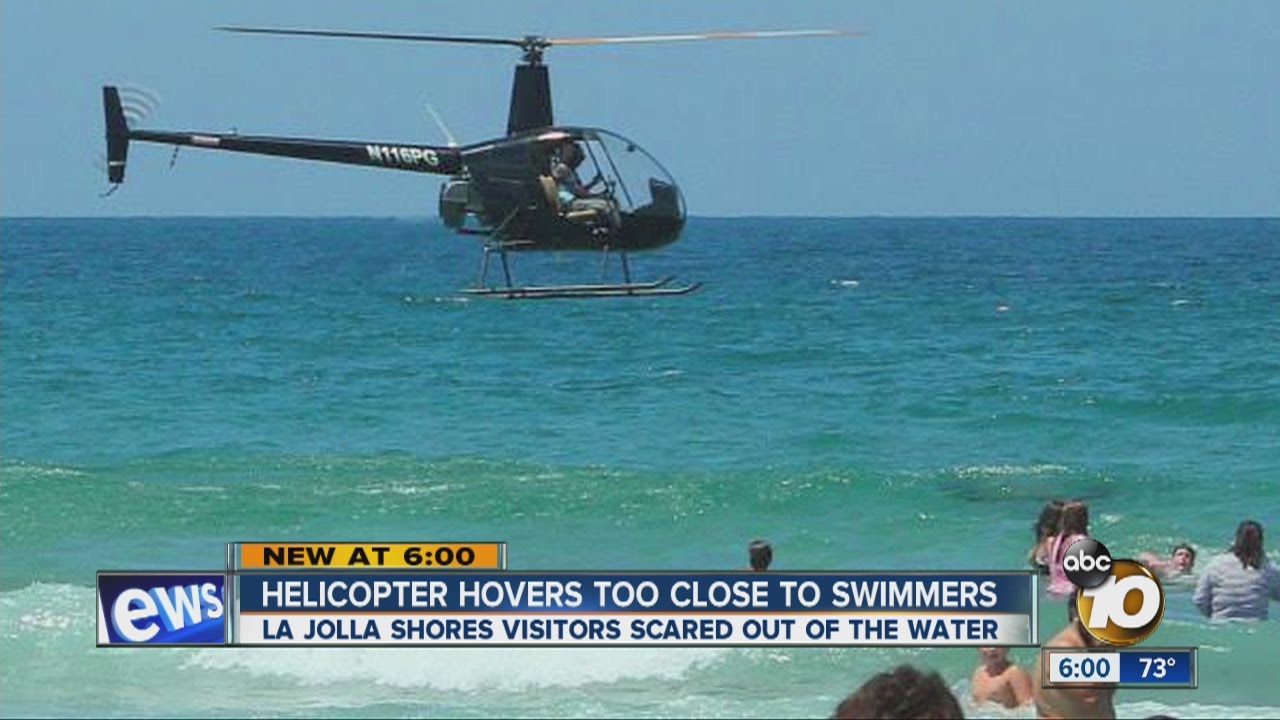 N116PG
NEW AT 6:00
ews
HELICOPTER HOVERS TOO CLOSE TO SWIMMERS
LA JOLLA SHORES VISITORS SCARED OUT OF THE WATER
abc
10
6:00 73°